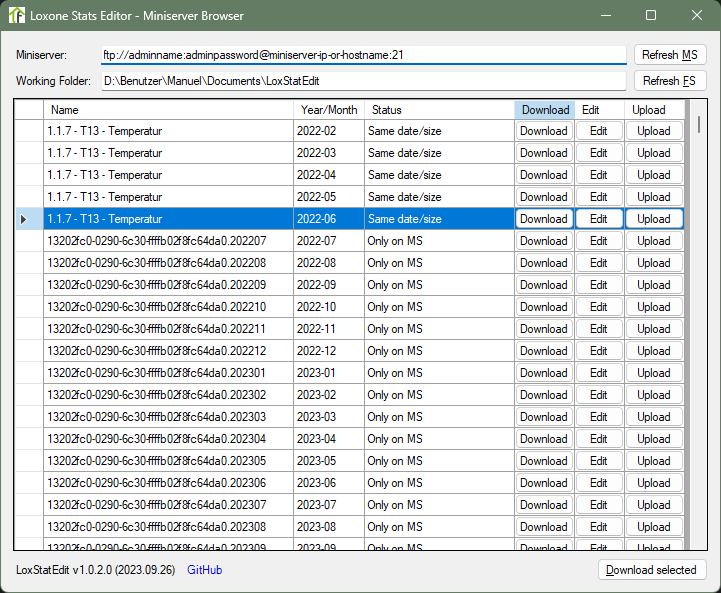 Loxone Stats Editor - Miniserver Browser
Miniserver: ftp://adminname:adminpassword@miniserver-ip-or-hostname:21 Refresh MS
Working Folder: D:\Benutzer\Manuel\Documents\LoxStatEdit Refresh FS
Name Year/Month Status Download Edit Upload
1.1.7 - T13 - Temperatur 2022-02 Same date/size Download Edit Upload
1.1.7 - T13 - Temperatur 2022-03 Same date/size Download Edit Upload
1.1.7 - T13 - Temperatur 2022-04 Same date/size Download Edit Upload
1.1.7 - T13 - Temperatur 2022-05 Same date/size Download Edit Upload
1.1.7 - T13 - Temperatur 2022-06 Same date/size Download Edit Upload
13202fc0-0290-6c30-ffffb02f8fc64da0.202207 2022-07 Only on MS Download Edit Upload
13202fc0-0290-6c30-ffffb02f8fc64da0.202208 2022-08 Only on MS Download Edit Upload
13202fc0-0290-6c30-ffffb02f8fc64da0.202209 2022-09 Only on MS Download Edit Upload
13202fc0-0290-6c30-ffffb02f8fc64da0.202210 2022-10 Only on MS Download Edit Upload
13202fc0-0290-6c30-ffffb02f8fc64da0.202211 2022-11 Only on MS Download Edit Upload
13202fc0-0290-6c30-ffffb02f8fc64da0.202212 2022-12 Only on MS Download Edit Upload
13202fc0-0290-6c30-ffffb02f8fc64da0.202301 2023-01 Only on MS Download Edit Upload
13202fc0-0290-6c30-ffffb02f8fc64da0.202302 2023-02 Only on MS Download Edit Upload
13202fc0-0290-6c30-ffffb02f8fc64da0.202303 2023-03 Only on MS Download Edit Upload
13202fc0-0290-6c30-ffffb02f8fc64da0.202304 2023-04 Only on MS Download Edit Upload
13202fc0-0290-6c30-ffffb02f8fc64da0.202305 2023-05 Only on MS Download Edit Upload
13202fc0-0290-6c30-ffffb02f8fc64da0.202306 2023-06 Only on MS Download Edit Upload
13202fc0-0290-6c30-ffffb02f8fc64da0.202307 2023-07 Only on MS Download Edit Upload
13202fc0-0290-6c30-ffffb02f8fc64da0.202308 2023-08 Only on MS Download Edit Upload
13202fc0-0290-6c30-ffffb02f8fc64da0.202309 2023-09 Only on MS Download Edit Upload
LoxStatEdit v1.0.2.0 (2023.09.26) GitHub Download selected